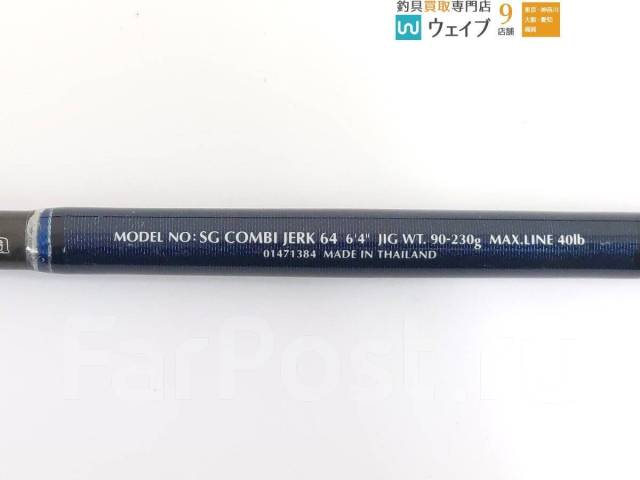 釣具買取専門店
ウェイブ
9
店舗
東京・神奈川
大阪・愛知
MODEL NO: SG COMBI JERK 64 6'4" JIG WT. 90-230g MAX.LINE 40lb
01471384 MADE IN THAILAND
FarPost.ru